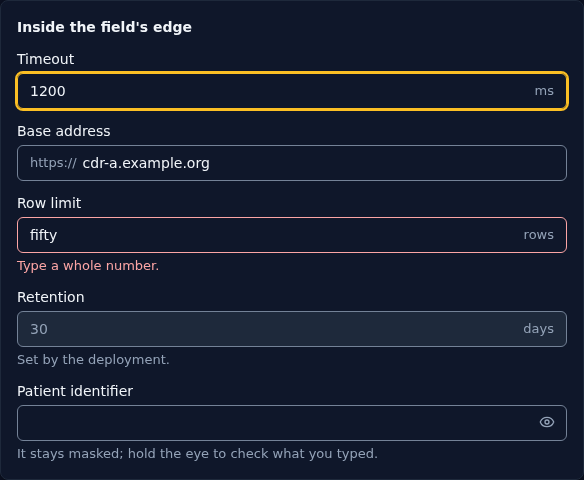 Inside the field's edge
Timeout
1200 ms
Base address
https:// cdr-a.example.org
Row limit
fifty rows
Type a whole number.
Retention
30 days
Set by the deployment.
Patient identifier
It stays masked; hold the eye to check what you typed.